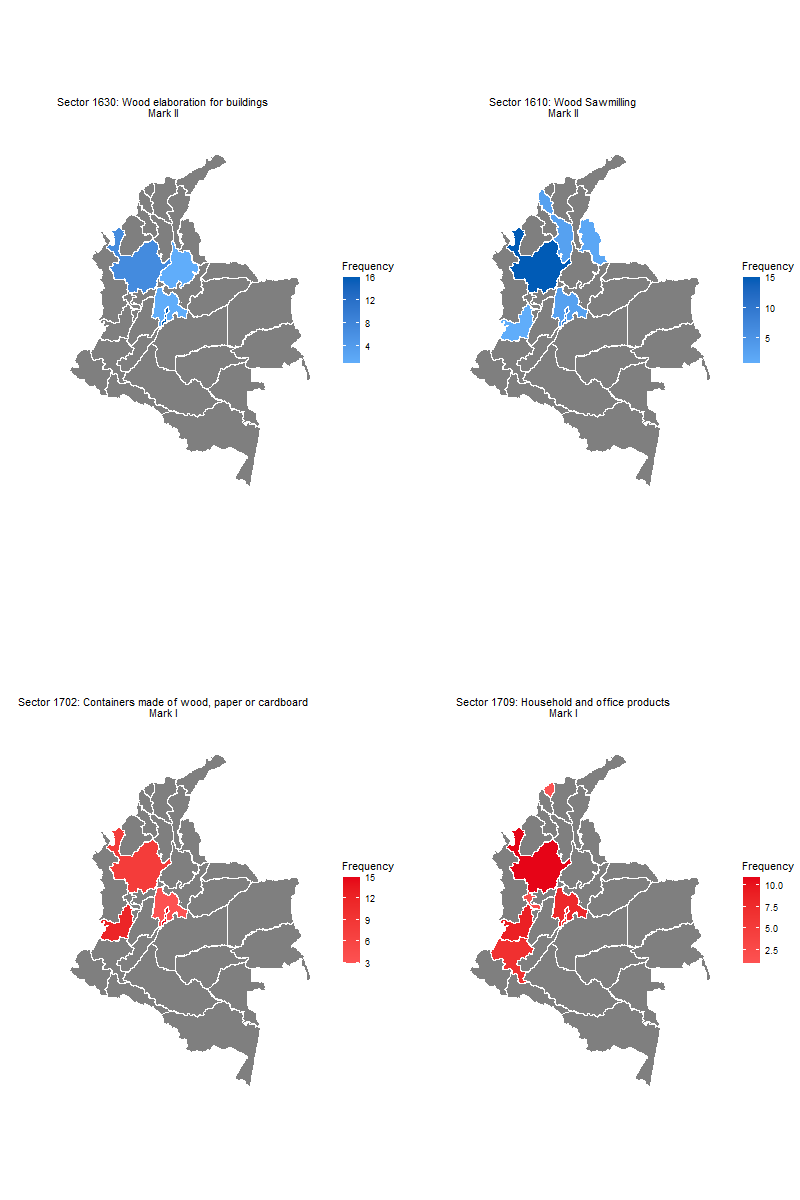 Sector 1630: Wood elaboration for buildings
Mark II
Frequency
16
12
8
4
Sector 1610: Wood Sawmilling
Mark II
Frequency
15
10
5
Sector 1702: Containers made of wood, paper or cardboard
Mark I
Frequency
15
12
9
6
3
Sector 1709: Household and office products
Mark I
Frequency
10.0
7.5
5.0
2.5